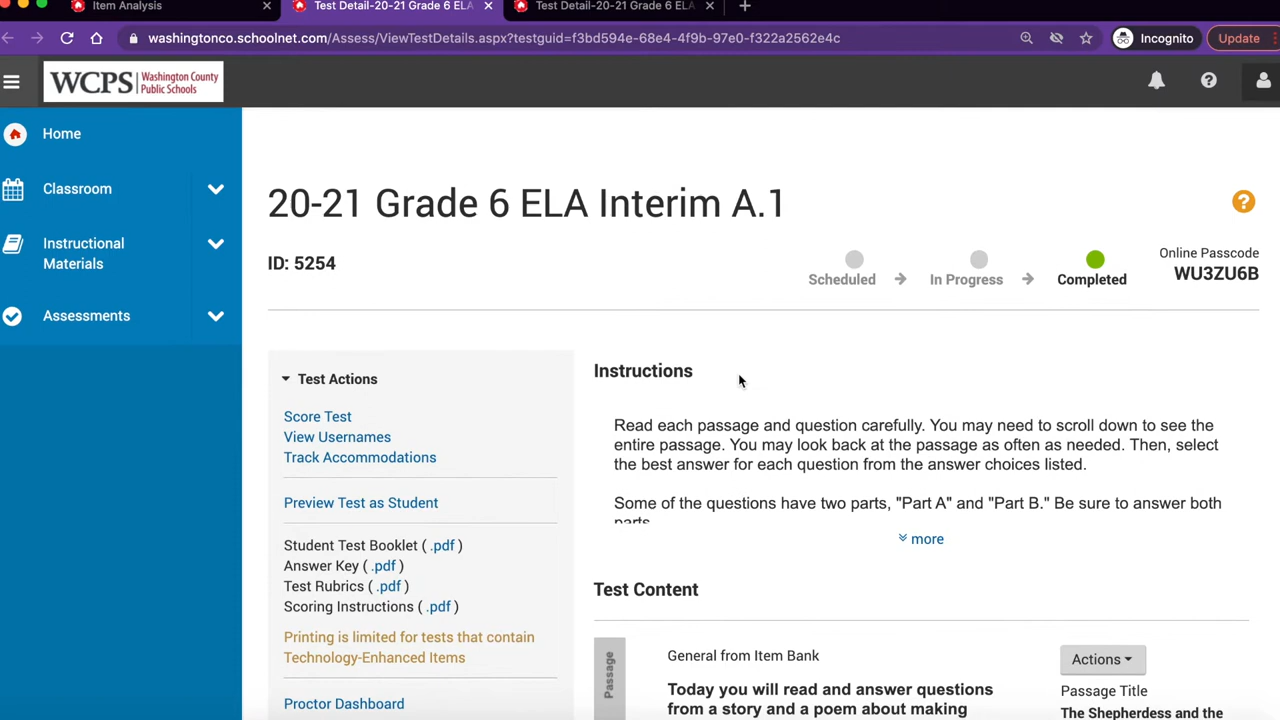 Item Analysis
Test Detail-20-21 Grade 6 ELA
Test Detail-20-21 Grade 6 ELA
washingtonco.schoolnet.com/Assess/ViewTestDetails.aspx?testguid=f3bd594e-68e4-4f9b-97e0-f322a2562e4c
Incognito
Update
WCPS
Washington County
Public Schools
Home
Classroom
Instructional
Materials
Assessments
20-21 Grade 6 ELA Interim A.1
ID: 5254
Scheduled
In Progress
Completed
Online Passcode
WU3ZU6B
Test Actions
Score Test
View Usernames
Track Accommodations
Preview Test as Student
Student Test Booklet ( .pdf )
Answer Key ( .pdf )
Test Rubrics ( .pdf )
Scoring Instructions ( .pdf )
Printing is limited for tests that contain
Technology-Enhanced Items
Proctor Dashboard
Instructions
Read each passage and question carefully. You may need to scroll down to see the
entire passage. You may look back at the passage as often as needed. Then, select
the best answer for each question from the answer choices listed.
Some of the questions have two parts, "Part A" and "Part B." Be sure to answer both
parts.
more
Test Content
Passage
General from Item Bank
Today you will read and answer questions
from a story and a poem about making
Actions
Passage Title
The Shepherdess and the